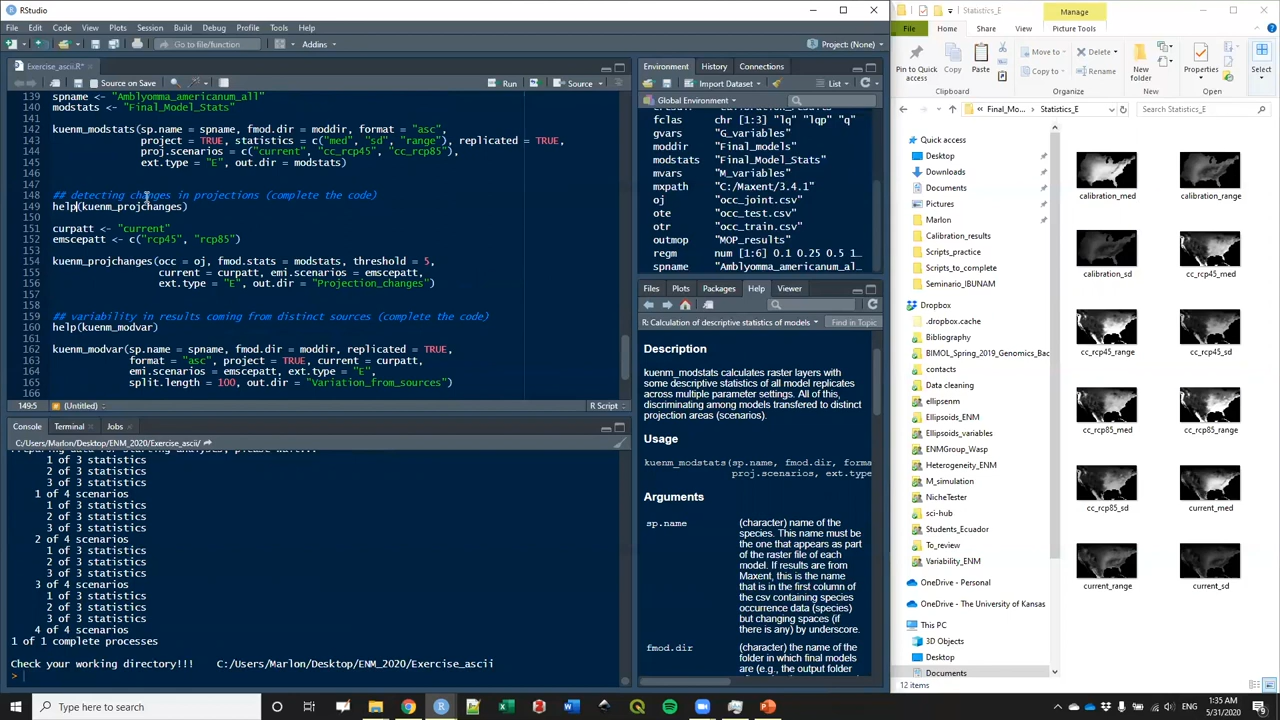 RStudio
File Edit Code View Plots Session Build Debug Profile Tools Help
Go to file/function
Addins
Project: (None)
Exercise_ascii.R*
Source on Save
Run
Source
139 spname <- "Amblyomma_americanum_all"
140 modstats <- "Final_Model_Stats"
141
142 kuenm_modstats(sp.name = spname, fmod.dir = moddir, format = "asc",
143 project = TRUE, statistics = c("med", "sd", "range"), replicated = TRUE,
144 proj.scenarios = c("current", "cc_rcp45", "cc_rcp85"),
145 ext.type = "E", out.dir = modstats)
146
147
148 ## detecting changes in projections (complete the code)
149 help(kuenm_projchanges)
150
151 curpatt <- "current"
152 emscepatt <- c("rcp45", "rcp85")
153
154 kuenm_projchanges(occ = oj, fmod.stats = modstats, threshold = 5,
155 current = curpatt, emi.scenarios = emscepatt,
156 ext.type = "E", out.dir = "Projection_changes")
157
158
159 ## variability in results coming from distinct sources (complete the code)
160 help(kuenm_modvar)
161
162 kuenm_modvar(sp.name = spname, fmod.dir = moddir, replicated = TRUE,
163 format = "asc", project = TRUE, current = curpatt,
164 emi.scenarios = emscepatt, ext.type = "E",
165 split.length = 100, out.dir = "Variation_from_sources")
166
149:5 (Untitled) R Script
Console Terminal Jobs
C:/Users/Marlon/Desktop/ENM_2020/Exercise_ascii/
Preparing data for starting analyses, please wait...
1 of 3 statistics
2 of 3 statistics
3 of 3 statistics
1 of 4 scenarios
1 of 3 statistics
2 of 3 statistics
3 of 3 statistics
2 of 4 scenarios
1 of 3 statistics
2 of 3 statistics
3 of 3 statistics
3 of 4 scenarios
1 of 3 statistics
2 of 3 statistics
3 of 3 statistics
4 of 4 scenarios
1 of 1 complete processes
Check your working directory!!! C:/Users/Marlon/Desktop/ENM_2020/Exercise_ascii
>
Environment History Connections
Import Dataset List
Global Environment
fclas chr [1:3] "lq" "lqp" "q"
gvars "G_variables"
moddir "Final_models"
modstats "Final_Model_Stats"
mvars "M_variables"
mxpath "C:/Maxent/3.4.1"
oj "occ_joint.csv"
ote "occ_test.csv"
otr "occ_train.csv"
outmop "MOP_results"
regm num [1:6] 0.1 0.25 0.5 1...
spname "Amblyomma_americanum_al...
Files Plots Packages Help Viewer
R: Calculation of descriptive statistics of models Find in Topic
Description
kuenm_modstats calculates raster layers with
some descriptive statistics of all model replicates
across multiple parameter settings. All of this,
discriminating among models transfered to distinct
projection areas (scenarios).
Usage
kuenm_modstats(sp.name, fmod.dir, forma
proj.scenarios, ext.type
Arguments
sp.name (character) name of the
species. This name must be
the one that appears as part
of the raster file of each
model. If results are from
Maxent, this is the name
that is in the first column of
the csv containing species
occurrence data (species)
but changing spaces (if
there is any) by underscore.
fmod.dir (character) the name of the
folder in which final models
are (e.g., the output folder
Statistics_E
Manage
File Home Share View Picture Tools
Pin to Quick access
Copy
Paste
Move to
Copy to
Delete
Rename
New folder
Properties
Select
Clipboard Organize New Open
Final_Mo... Statistics_E
Search Statistics_E
Quick access
Desktop
Downloads
Documents
Pictures
Marlon
Calibration_results
Scripts_practice
Scripts_to_complete
Seminario_IBUNAM
Dropbox
.dropbox.cache
Bibliography
BIMOL_Spring_2019_Genomics_Bac
contacts
Data cleaning
ellipsenm
Ellipsoids_ENM
Ellipsoids_variables
ENMGroup_Wasp
Heterogeneity_ENM
M_simulation
NicheTester
sci-hub
Students_Ecuador
To_review
Variability_ENM
OneDrive - Personal
OneDrive - The University of Kansas
This PC
3D Objects
Desktop
Documents
calibration_med calibration_range
calibration_sd cc_rcp45_med
cc_rcp45_range cc_rcp45_sd
cc_rcp85_med cc_rcp85_range
cc_rcp85_sd current_med
current_range current_sd
12 items
Type here to search
1:35 AM
5/31/2020